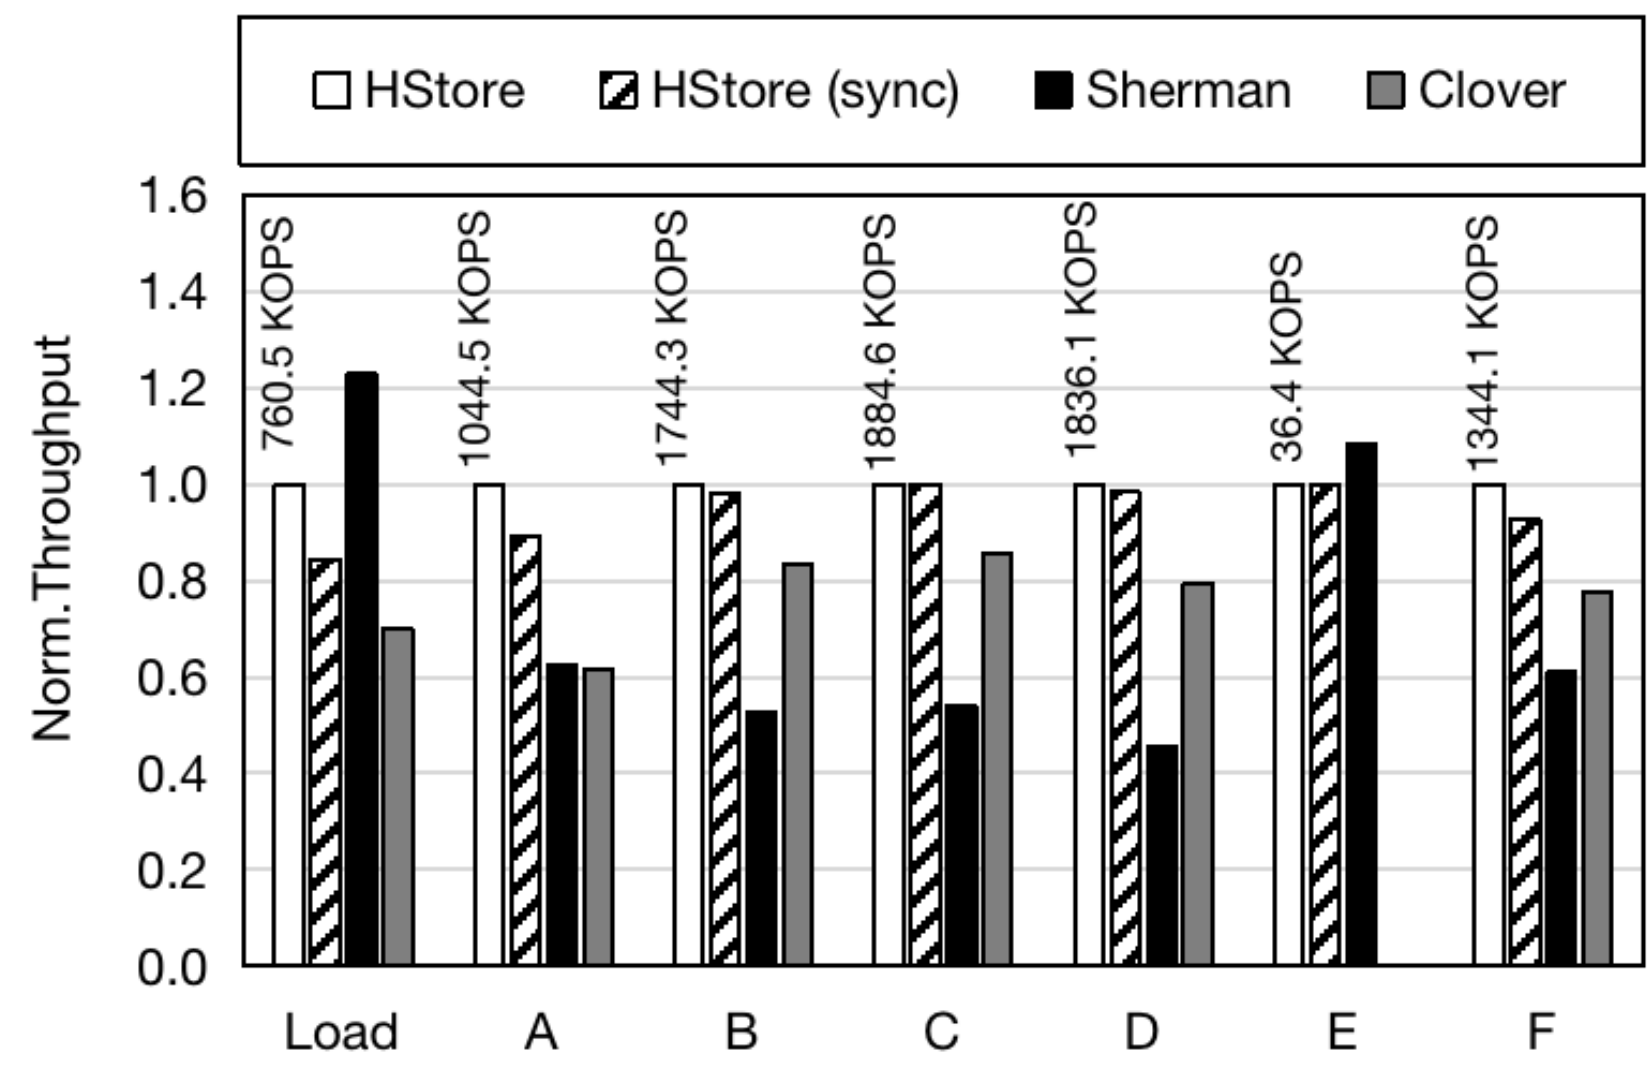 HStore HStore (sync) Sherman Clover
Norm.Throughput
1.6
1.4
1.2
1.0
0.8
0.6
0.4
0.2
0.0
760.5 KOPS
1044.5 KOPS
1744.3 KOPS
1884.6 KOPS
1836.1 KOPS
36.4 KOPS
1344.1 KOPS
Load A B C D E F